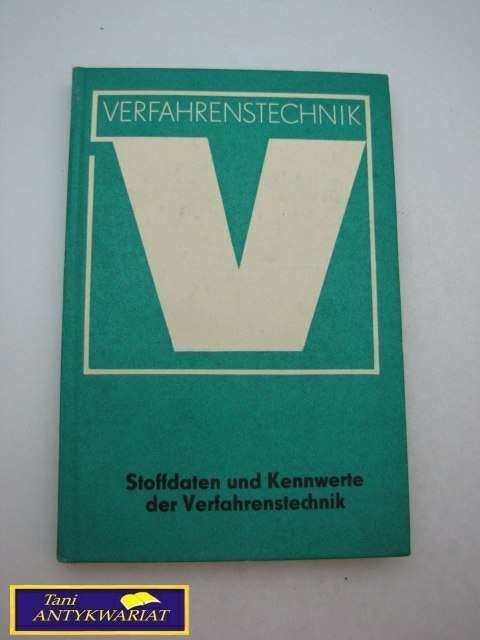 VERFAHRENSTECHNIK
V
Stoffdaten und Kennwerte
der Verfahrenstechnik
Tani
ANTYKWARIAT